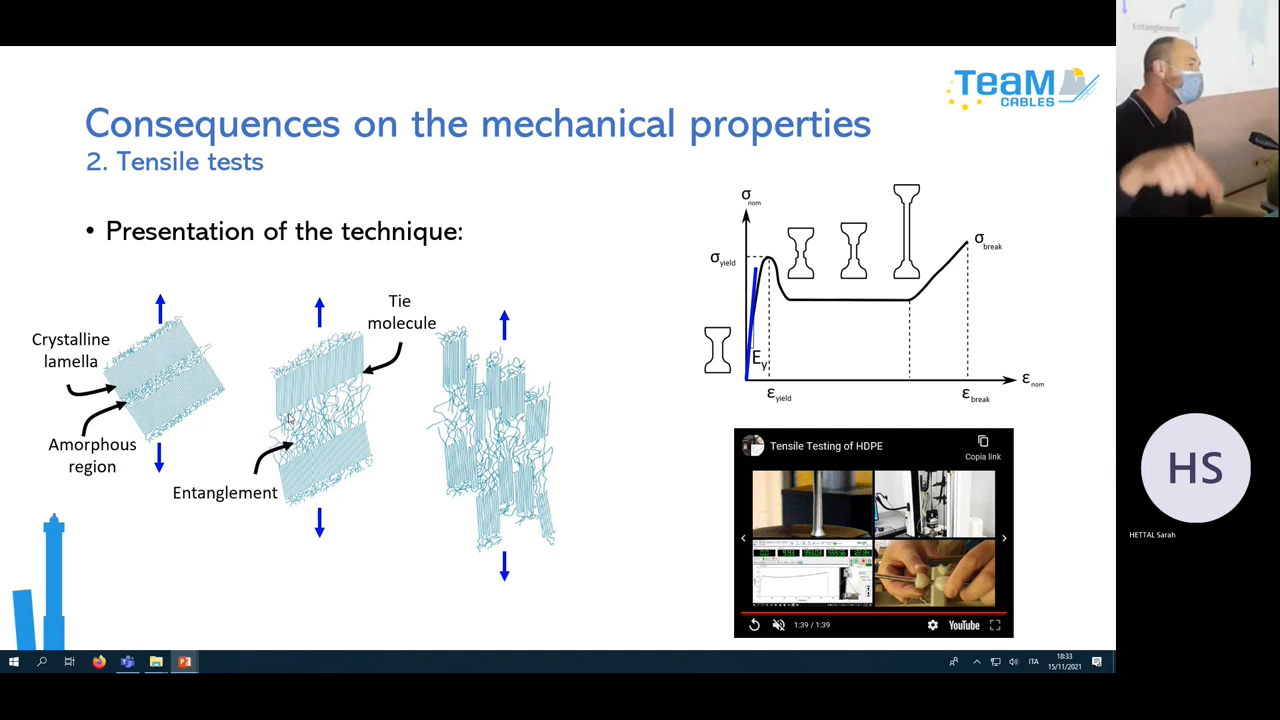 TeaM
CABLES
Consequences on the mechanical properties
2. Tensile tests
• Presentation of the technique:
Crystalline
lamella
Amorphous
region
Entanglement
Tie
molecule
σnom
σyield
σbreak
Ey
εnom
εyield
εbreak
Tensile Testing of HDPE
Copia link
1:39 / 1:39
YouTube
Entanglement
HS
HETTAL Sarah
ITA
18:33
15/11/2021